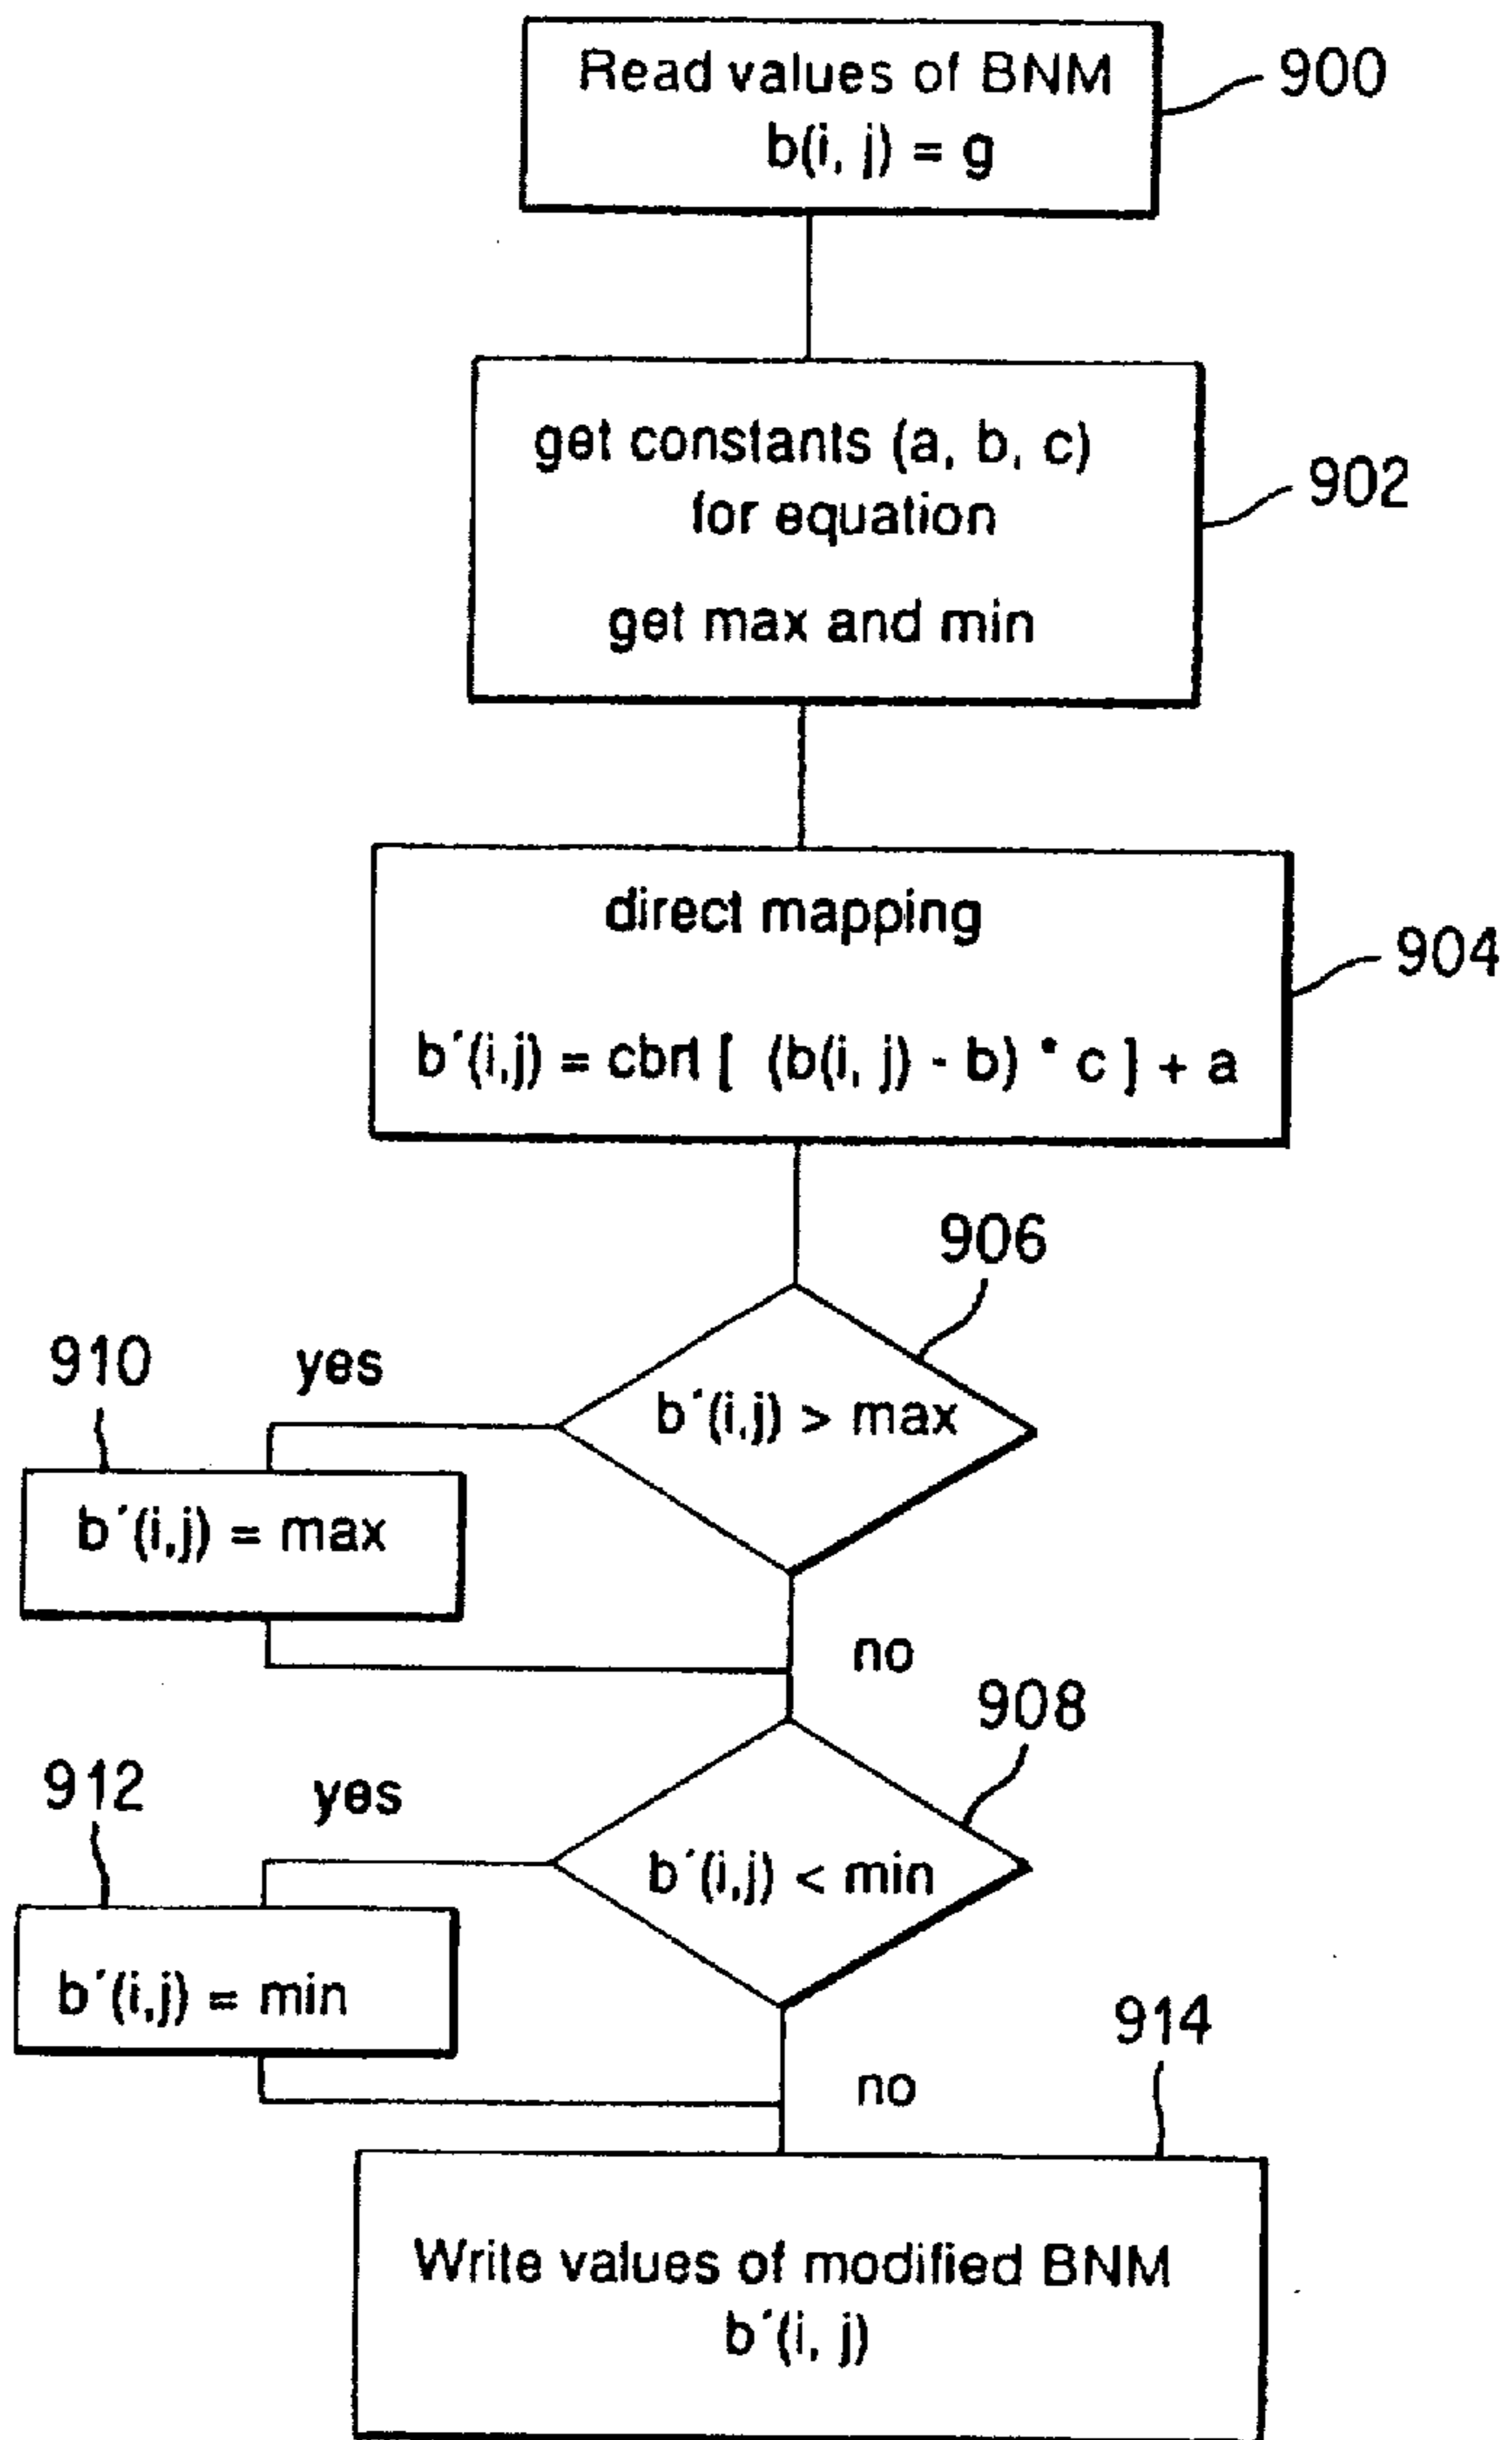 Read values of BNM
b(i, j) = g
900
get constants (a, b, c)
for equation
get max and min
902
direct mapping
b´(i,j) = cbrt [ (b(i, j) - b) * c ] + a
904
906
b´(i,j) > max
910
yes
b´(i,j) = max
no
908
b´(i,j) < min
912
yes
b´(i,j) = min
no
914
Write values of modified BNM
b´(i, j)